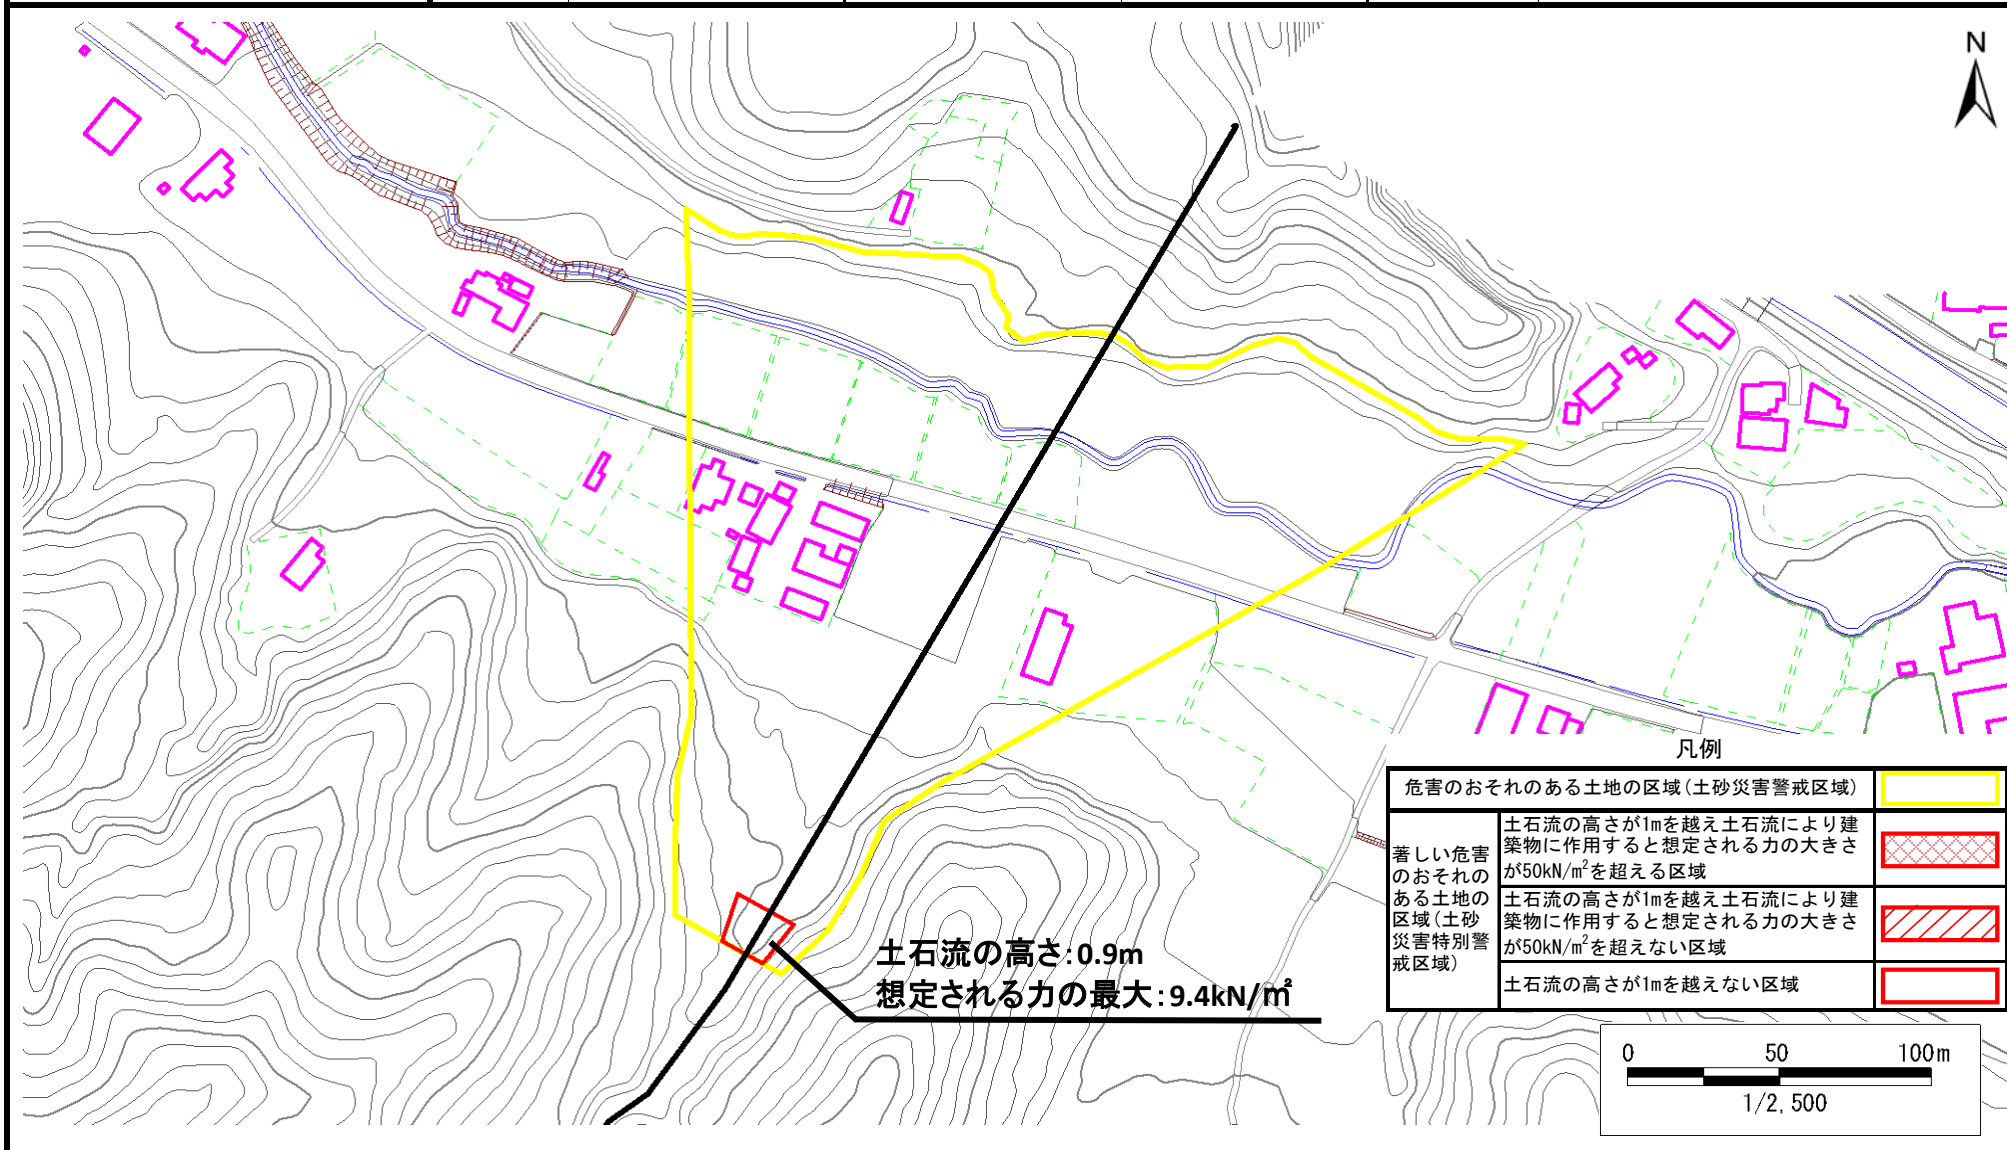 N
土石流の高さ:0.9m
想定される力の最大:9.4kN/㎡
凡例
危害のおそれのある土地の区域(土砂災害警戒区域)
著しい危害
のおそれの
ある土地の
区域(土砂
災害特別警
戒区域)
土石流の高さが1mを越え土石流により建
築物に作用すると想定される力の大きさ
が50kN/m²を超える区域
土石流の高さが1mを越え土石流により建
築物に作用すると想定される力の大きさ
が50kN/m²を超えない区域
土石流の高さが1mを越えない区域
0 50 100m
1/2,500